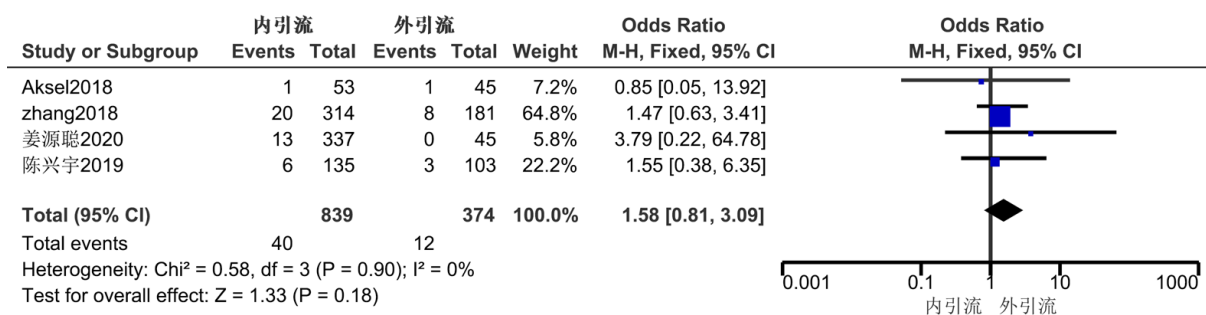 内引流 外引流 Odds Ratio Odds Ratio
Study or Subgroup Events Total Events Total Weight M-H, Fixed, 95% CI M-H, Fixed, 95% CI
Aksel2018 1 53 1 45 7.2% 0.85 [0.05, 13.92]
zhang2018 20 314 8 181 64.8% 1.47 [0.63, 3.41]
姜源聪2020 13 337 0 45 5.8% 3.79 [0.22, 64.78]
陈兴宇2019 6 135 3 103 22.2% 1.55 [0.38, 6.35]
Total (95% CI) 839 374 100.0% 1.58 [0.81, 3.09]
Total events 40 12
Heterogeneity: Chi² = 0.58, df = 3 (P = 0.90); I² = 0%
Test for overall effect: Z = 1.33 (P = 0.18)
0.001 0.1 1 10 1000
内引流 外引流